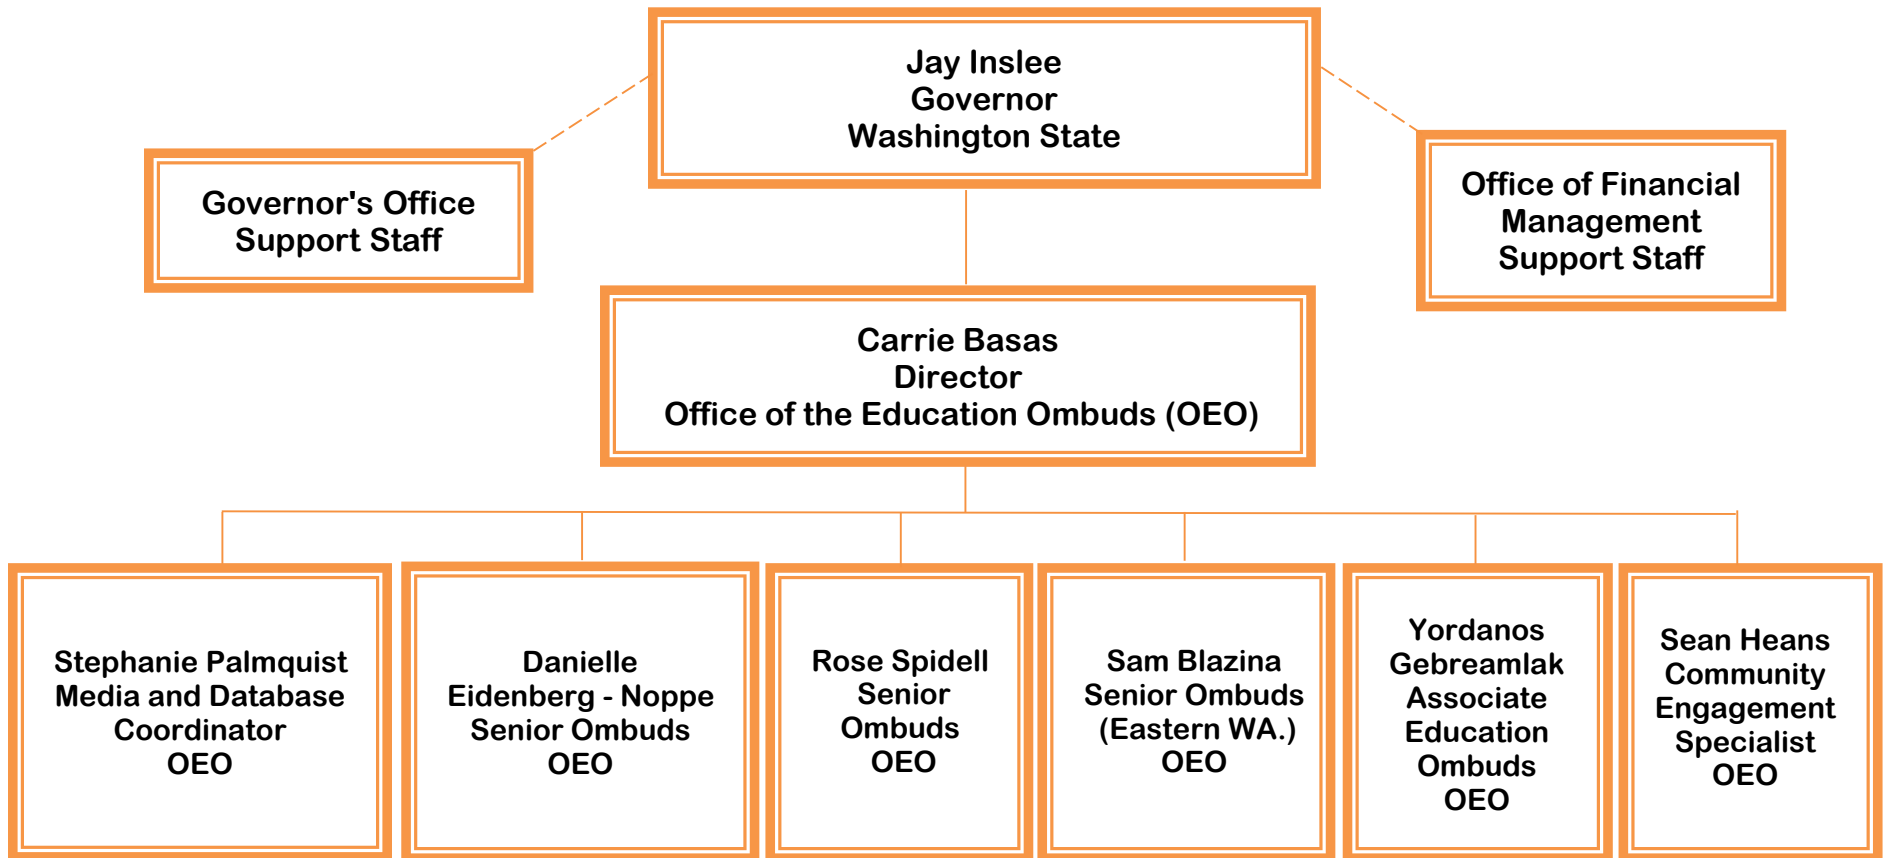 Jay Inslee
Governor
Washington State
Governor's Office
Support Staff
Office of Financial
Management
Support Staff
Carrie Basas
Director
Office of the Education Ombuds (OEO)
Stephanie Palmquist
Media and Database
Coordinator
OEO
Danielle
Eidenberg - Noppe
Senior Ombuds
OEO
Rose Spidell
Senior
Ombuds
OEO
Sam Blazina
Senior Ombuds
(Eastern WA.)
OEO
Yordanos
Gebreamlak
Associate
Education
Ombuds
OEO
Sean Heans
Community
Engagement
Specialist
OEO